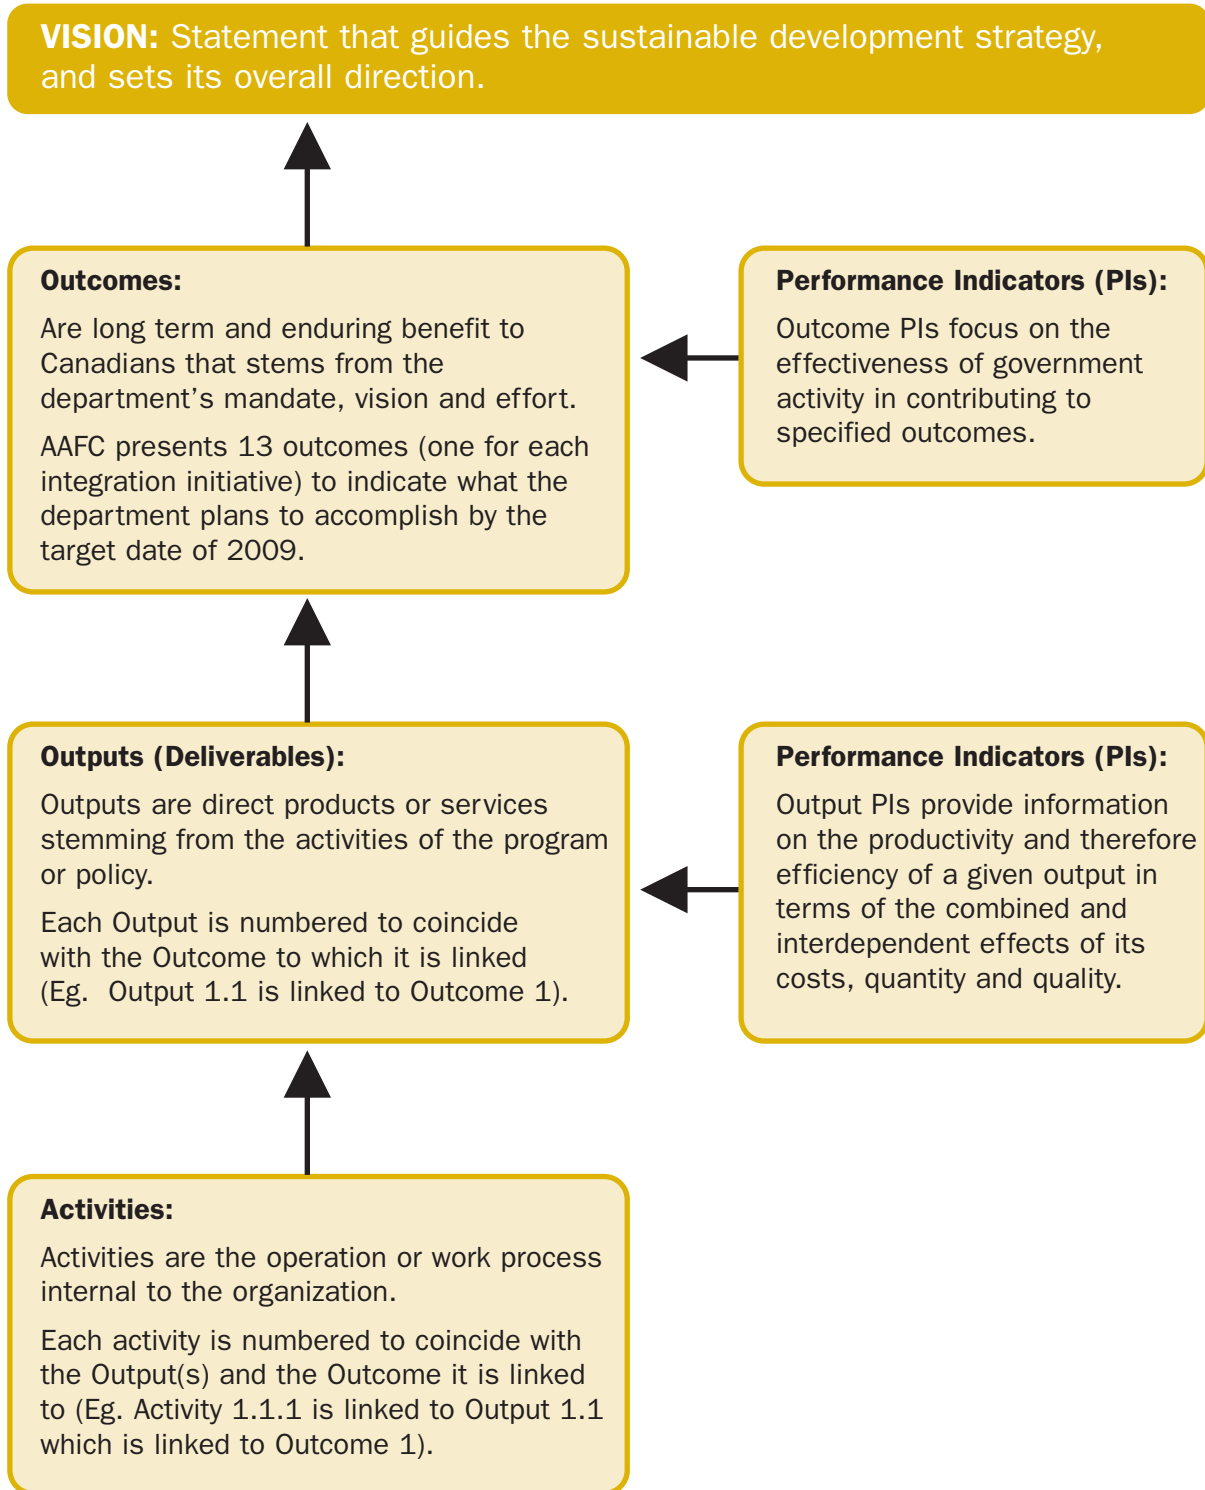 VISION: Statement that guides the sustainable development strategy,
and sets its overall direction.
Outcomes:
Are long term and enduring benefit to
Canadians that stems from the
department's mandate, vision and effort.
AAFC presents 13 outcomes (one for each
integration initiative) to indicate what the
department plans to accomplish by the
target date of 2009.
Performance Indicators (PIs):
Outcome PIs focus on the
effectiveness of government
activity in contributing to
specified outcomes.
Outputs (Deliverables):
Outputs are direct products or services
stemming from the activities of the program
or policy.
Each Output is numbered to coincide
with the Outcome to which it is linked
(Eg. Output 1.1 is linked to Outcome 1).
Performance Indicators (PIs):
Output PIs provide information
on the productivity and therefore
efficiency of a given output in
terms of the combined and
interdependent effects of its
costs, quantity and quality.
Activities:
Activities are the operation or work process
internal to the organization.
Each activity is numbered to coincide with
the Output(s) and the Outcome it is linked
to (Eg. Activity 1.1.1 is linked to Output 1.1
which is linked to Outcome 1).